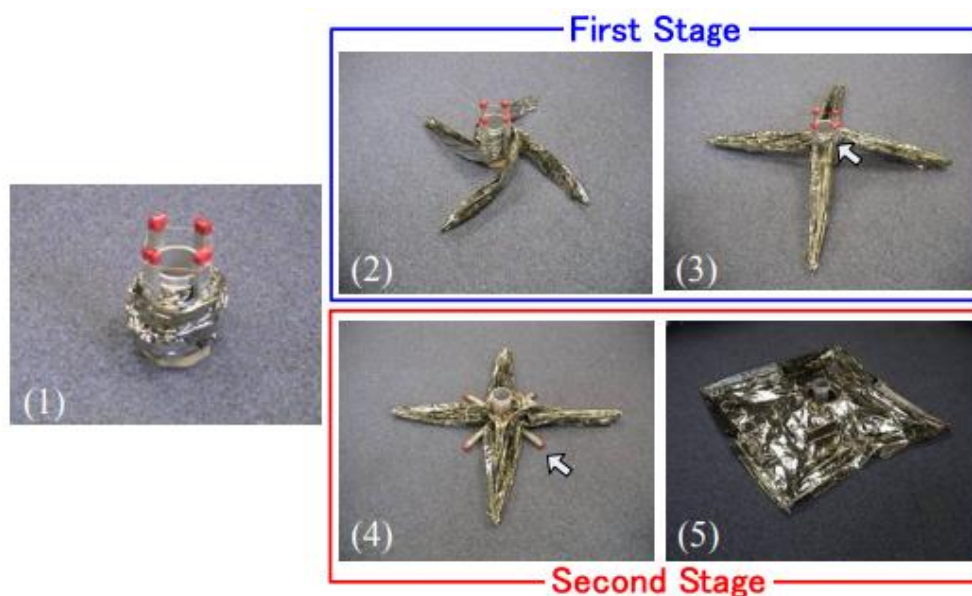 First Stage
(1)
(2)
(3)
(4)
(5)
Second Stage